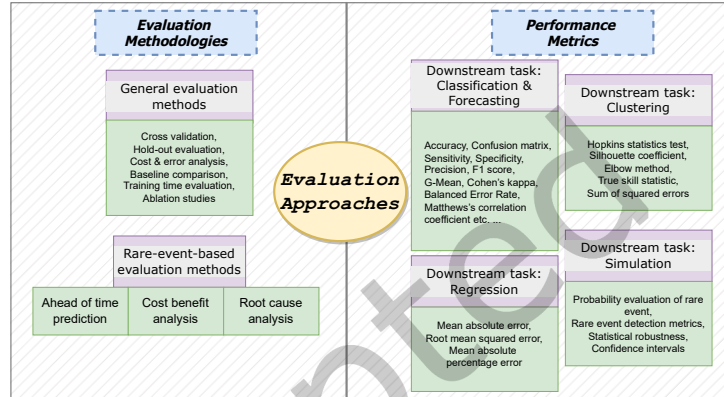 Evaluation
Methodologies
General evaluation
methods
Cross validation,
Hold-out evaluation,
Cost & error analysis,
Baseline comparison,
Training time evaluation,
Ablation studies
Rare-event-based
evaluation methods
Ahead of time
prediction
Cost benefit
analysis
Root cause
analysis
Evaluation
Approaches
Performance
Metrics
Downstream task:
Classification &
Forecasting
Accuracy, Confusion matrix,
Sensitivity, Specificity,
Precision, F1 score,
G-Mean, Cohen's kappa,
Balanced Error Rate,
Matthews's correlation
coefficient etc. ...
Downstream task:
Clustering
Hopkins statistics test,
Silhouette coefficient,
Elbow method,
True skill statistic,
Sum of squared errors
Downstream task:
Regression
Mean absolute error,
Root mean squared error,
Mean absolute
percentage error
Downstream task:
Simulation
Probability evaluation of rare
event,
Rare event detection metrics,
Statistical robustness,
Confidence intervals
pted